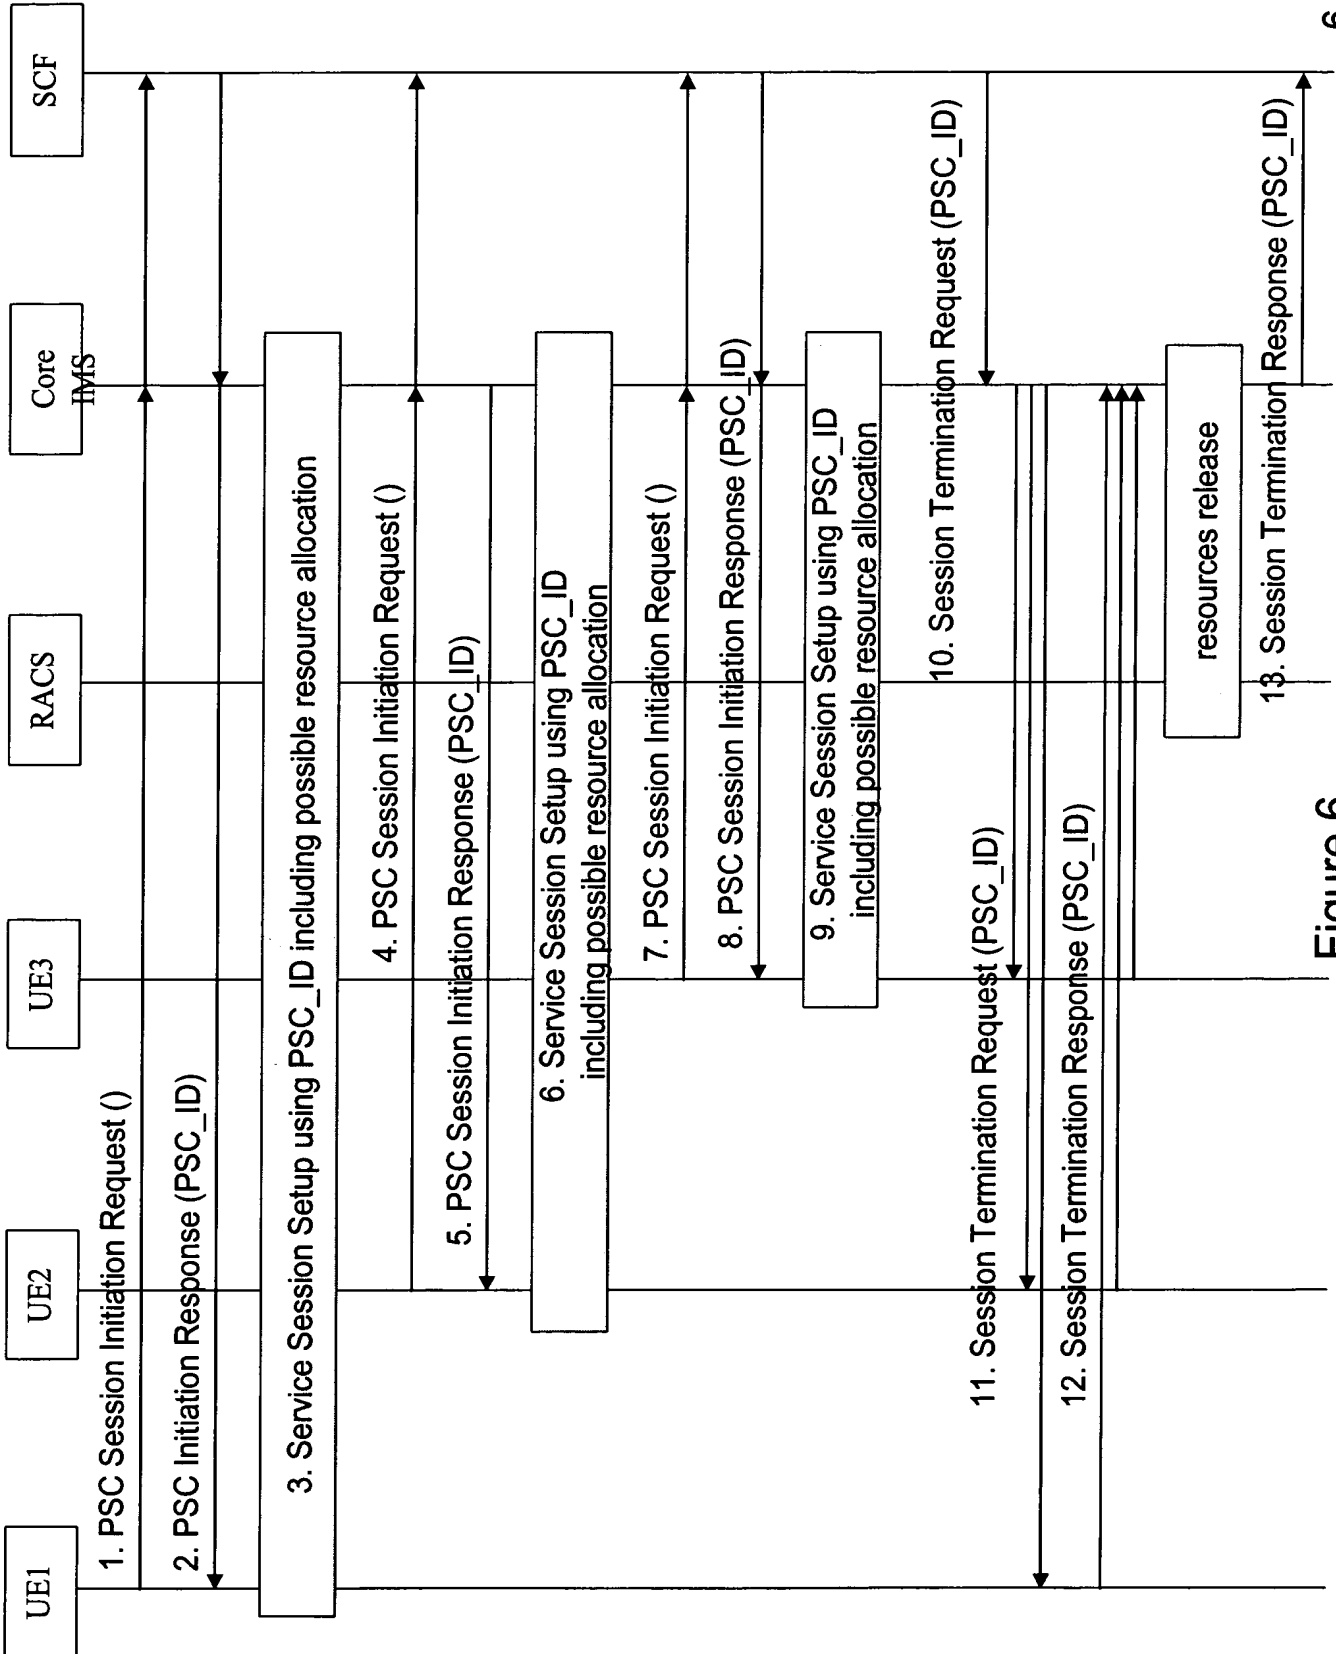 UE1
UE2
UE3
RACS
Core
IMS
SCF
1. PSC Session Initiation Request ()
2. PSC Initiation Response (PSC_ID)
3. Service Session Setup using PSC_ID including possible resource allocation
4. PSC Session Initiation Request ()
5. PSC Session Initiation Response (PSC_ID)
6. Service Session Setup using PSC_ID
including possible resource allocation
7. PSC Session Initiation Request ()
8. PSC Session Initiation Response (PSC_ID)
9. Service Session Setup using PSC_ID
including possible resource allocation
10. Session Termination Request (PSC_ID)
11. Session Termination Request (PSC_ID)
12. Session Termination Response (PSC_ID)
resources release
13. Session Termination Response (PSC_ID)
Figure 6